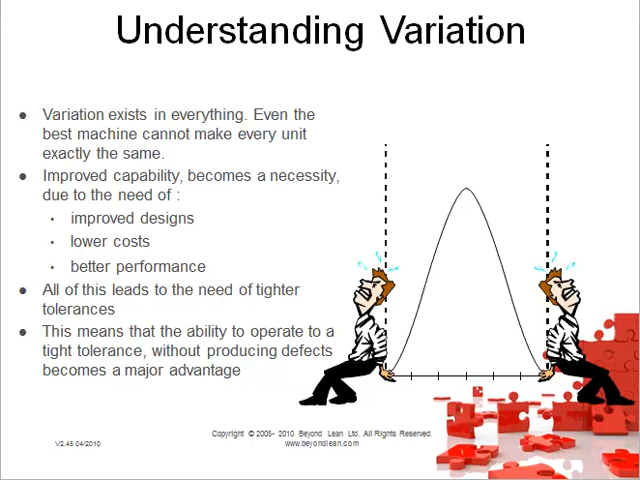 Understanding Variation
● Variation exists in everything. Even the
best machine cannot make every unit
exactly the same.
● Improved capability, becomes a necessity,
due to the need of :
• improved designs
• lower costs
• better performance
● All of this leads to the need of tighter
tolerances
● This means that the ability to operate to a
tight tolerance, without producing defects
becomes a major advantage
V2.45 04/2010
Copyright © 2005- 2010 Beyond Lean Ltd. All Rights Reserved.
www.beyondlean.com